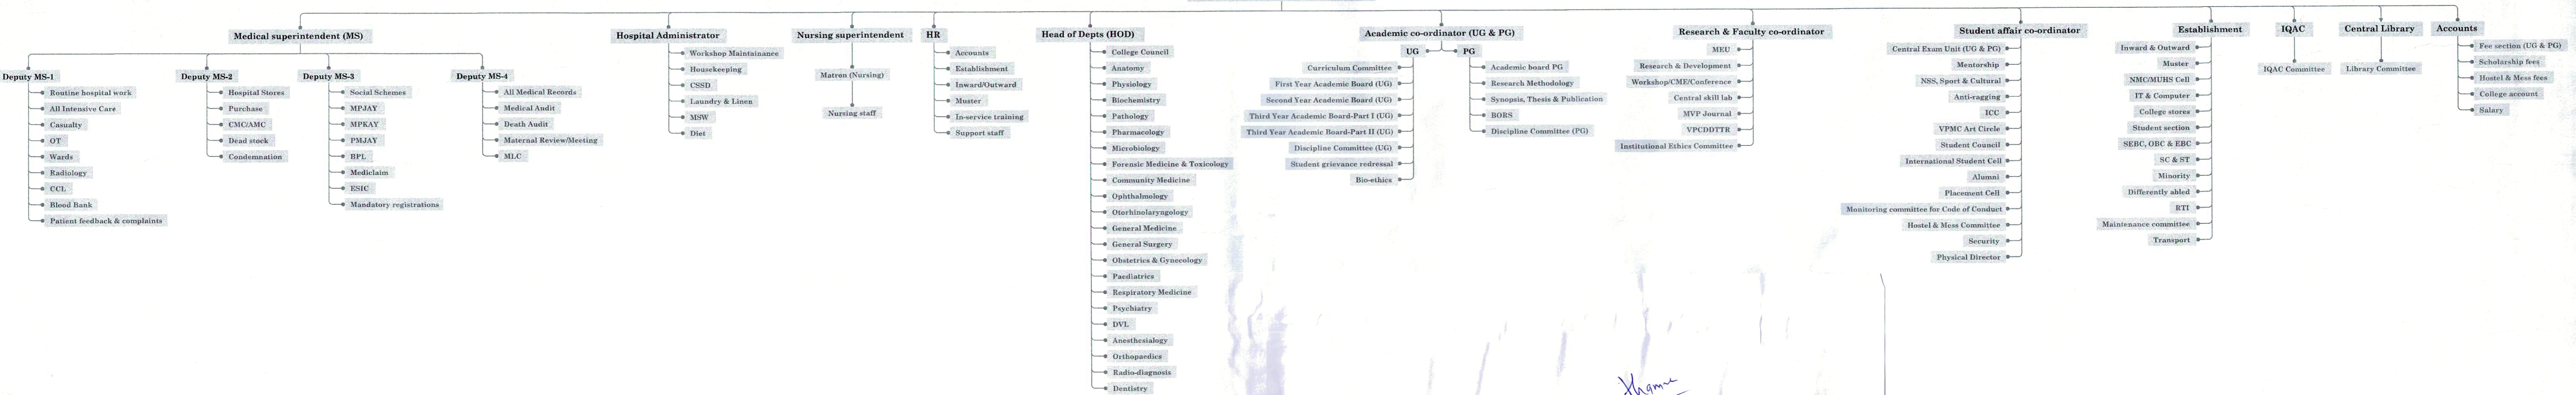 Medical superintendent (MS)
Deputy MS-1
Routine hospital work
All Intensive Care
Casualty
OT
Wards
Radiology
CCL
Blood Bank
Patient feedback & complaints
Deputy MS-2
Hospital Stores
Purchase
CMC/AMC
Dead stock
Condemnation
Deputy MS-3
Social Schemes
MPJAY
MPKAY
PMJAY
BPL
Mediclaim
ESIC
Mandatory registrations
Deputy MS-4
All Medical Records
Medical Audit
Death Audit
Maternal Review/Meeting
MLC
Hospital Administrator
Workshop Maintainance
Housekeeping
CSSD
Laundry & Linen
MSW
Diet
Nursing superintendent
Matron (Nursing)
Nursing staff
HR
Accounts
Establishment
Inward/Outward
Muster
In-service training
Support staff
Head of Depts (HOD)
College Council
Anatomy
Physiology
Biochemistry
Pathology
Pharmacology
Microbiology
Forensic Medicine & Toxicology
Community Medicine
Ophthalmology
Otorhinolaryngology
General Medicine
General Surgery
Obstetrics & Gynecology
Paediatrics
Respiratory Medicine
Psychiatry
DVL
Anesthesialogy
Orthopaedics
Radio-diagnosis
Dentistry
Academic co-ordinator (UG & PG)
UG
Curriculum Committee
First Year Academic Board (UG)
Second Year Academic Board (UG)
Third Year Academic Board-Part I (UG)
Third Year Academic Board-Part II (UG)
Discipline Committee (UG)
Student grievance redressal
Bio-ethics
PG
Academic board PG
Research Methodology
Synopsis, Thesis & Publication
BORS
Discipline Committee (PG)
Research & Faculty co-ordinator
MEU
Research & Development
Workshop/CME/Conference
Central skill lab
MVP Journal
VPCDDTTR
Institutional Ethics Committee
Student affair co-ordinator
Central Exam Unit (UG & PG)
Mentorship
NSS, Sport & Cultural
Anti-ragging
ICC
VPMC Art Circle
Student Council
International Student Cell
Alumni
Placement Cell
Monitoring committee for Code of Conduct
Hostel & Mess Committee
Security
Physical Director
Establishment
Inward & Outward
Muster
NMC/MUHS Cell
IT & Computer
College stores
Student section
SEBC, OBC & EBC
SC & ST
Minority
Differently abled
RTI
Maintenance committee
Transport
IQAC
IQAC Committee
Central Library
Library Committee
Accounts
Fee section (UG & PG)
Scholarship fees
Hostel & Mess fees
College account
Salary